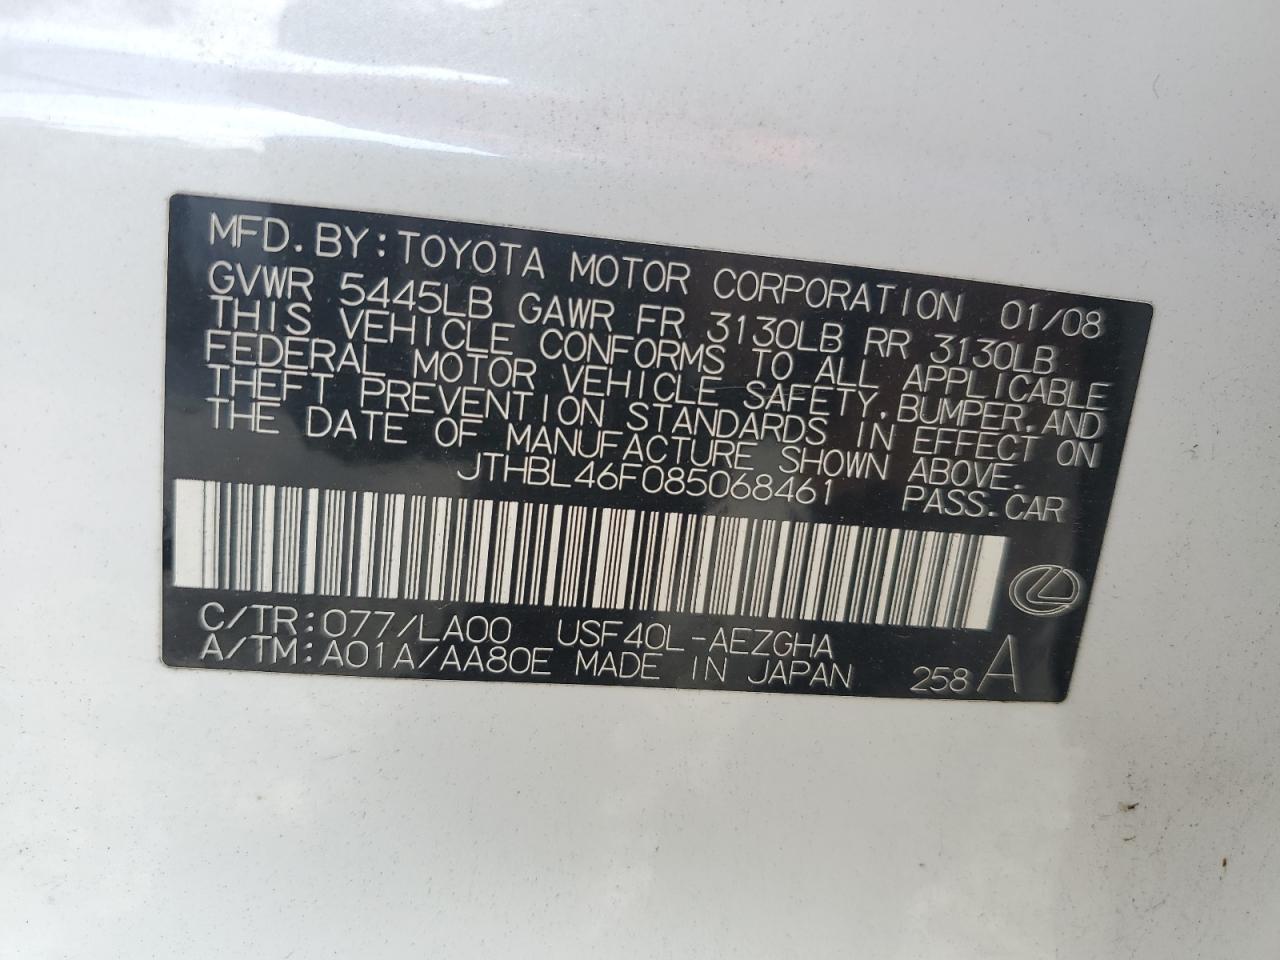 MFD.BY:TOYOTA MOTOR CORPORATION 01/08
GVWR 5445LB GAWR FR 3130LB RR 3130LB
THIS VEHICLE CONFORMS TO ALL APPLICABLE
FEDERAL MOTOR VEHICLE SAFETY,BUMPER,AND
THEFT PREVENTION STANDARDS IN EFFECT ON
THE DATE OF MANUFACTURE SHOWN ABOVE.
JTHBL46F085068461 PASS.CAR
C/TR:077/LA00 USF40L-AEZGHA
A/TM:A01A/AA80E MADE IN JAPAN 258 A